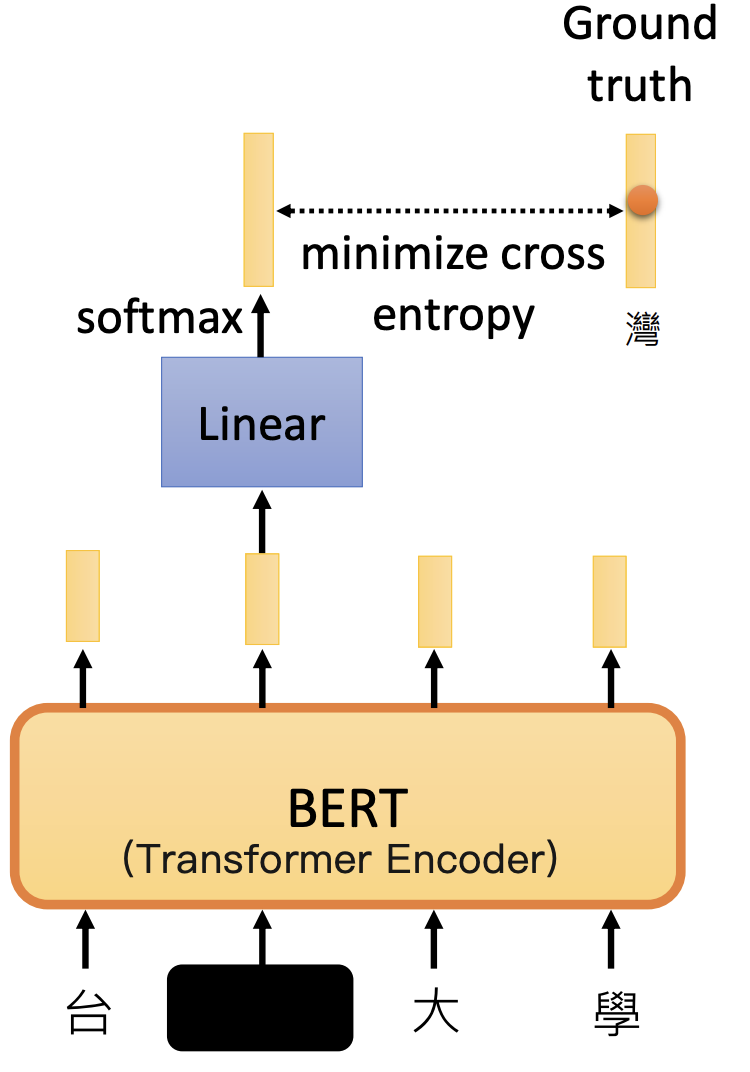 Ground
truth
minimize cross
entropy
softmax
灣
Linear
BERT
(Transformer Encoder)
台 大 學